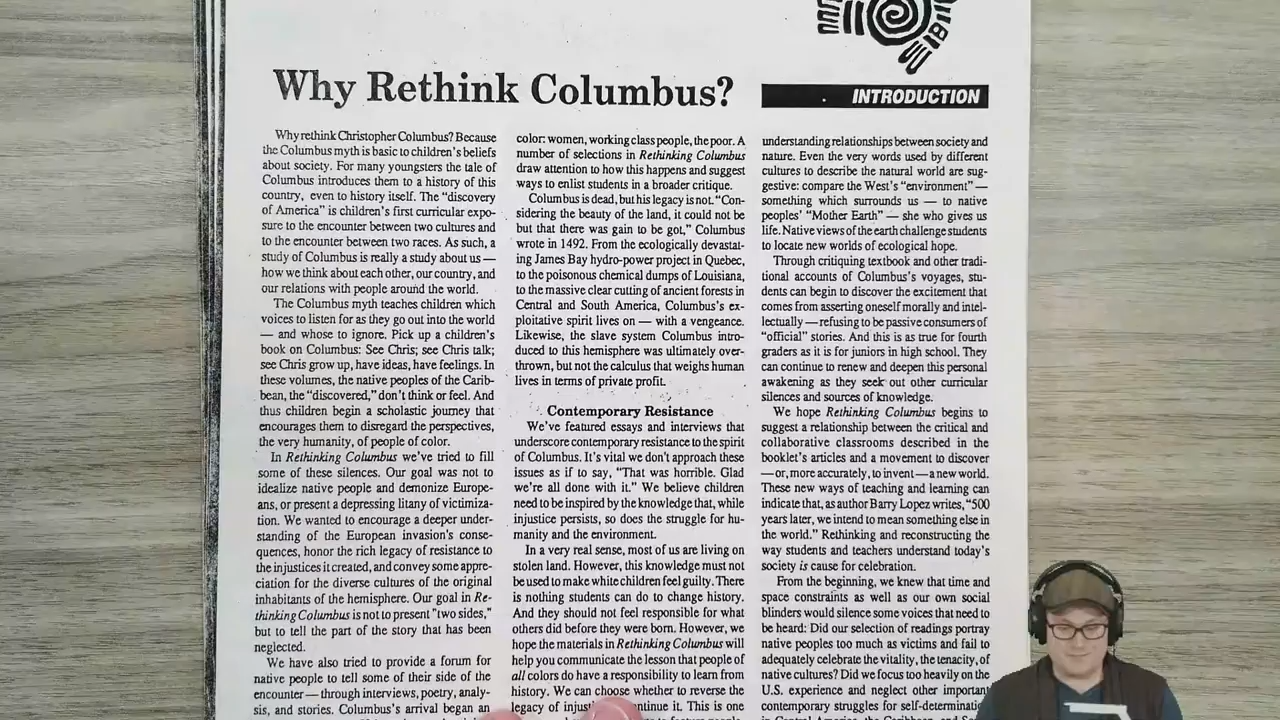 Why Rethink Columbus?
INTRODUCTION
Why rethink Christopher Columbus? Because
the Columbus myth is basic to children's beliefs
about society. For many youngsters the tale of
Columbus introduces them to a history of this
country, even to history itself. The "discovery
of America" is children's first curricular expo-
sure to the encounter between two cultures and
to the encounter between two races. As such, a
study of Columbus is really a study about us —
how we think about each other, our country, and
our relations with people around the world.
The Columbus myth teaches children which
voices to listen for as they go out into the world
— and whose to ignore. Pick up a children's
book on Columbus: See Chris; see Chris talk;
see Chris grow up, have ideas, have feelings. In
these volumes, the native peoples of the Carib-
bean, the "discovered," don't think or feel. And
thus children begin a scholastic journey that
encourages them to disregard the perspectives,
the very humanity, of people of color.
In Rethinking Columbus we've tried to fill
some of these silences. Our goal was not to
idealize native people and demonize Europe-
ans, or present a depressing litany of victimiza-
tion. We wanted to encourage a deeper under-
standing of the European invasion's conse-
quences, honor the rich legacy of resistance to
the injustices it created, and convey some appre-
ciation for the diverse cultures of the original
inhabitants of the hemisphere. Our goal in Re-
thinking Columbus is not to present "two sides,"
but to tell the part of the story that has been
neglected.
We have also tried to provide a forum for
native people to tell some of their side of the
encounter — through interviews, poetry, analy-
sis, and stories. Columbus's arrival began an
color: women, working class people, the poor. A
number of selections in Rethinking Columbus
draw attention to how this happens and suggest
ways to enlist students in a broader critique.
Columbus is dead, but his legacy is not. "Con-
sidering the beauty of the land, it could not be
but that there was gain to be got," Columbus
wrote in 1492. From the ecologically devastat-
ing James Bay hydro-power project in Quebec,
to the poisonous chemical dumps of Louisiana,
to the massive clear cutting of ancient forests in
Central and South America, Columbus's ex-
ploitative spirit lives on — with a vengeance.
Likewise, the slave system Columbus intro-
duced to this hemisphere was ultimately over-
thrown, but not the calculus that weighs human
lives in terms of private profit.
Contemporary Resistance
We've featured essays and interviews that
underscore contemporary resistance to the spirit
of Columbus. It's vital we don't approach these
issues as if to say, "That was horrible. Glad
we're all done with it." We believe children
need to be inspired by the knowledge that, while
injustice persists, so does the struggle for hu-
manity and the environment.
In a very real sense, most of us are living on
stolen land. However, this knowledge must not
be used to make white children feel guilty. There
is nothing students can do to change history.
And they should not feel responsible for what
others did before they were born. However, we
hope the materials in Rethinking Columbus will
help you communicate the lesson that people of
all colors do have a responsibility to learn from
history. We can choose whether to reverse the
legacy of it. This is one
understanding relationships between society and
nature. Even the very words used by different
cultures to describe the natural world are sug-
gestive: compare the West's "environment" —
something which surrounds us — to native
peoples' "Mother Earth" — she who gives us
life. Native views of the earth challenge students
to locate new worlds of ecological hope.
Through critiquing textbook and other tradi-
tional accounts of Columbus's voyages, stu-
dents can begin to discover the excitement that
comes from asserting oneself morally and intel-
lectually — refusing to be passive consumers of
"official" stories. And this is as true for fourth
graders as it is for juniors in high school. They
can continue to renew and deepen this personal
awakening as they seek out other curricular
silences and sources of knowledge.
We hope Rethinking Columbus begins to
suggest a relationship between the critical and
collaborative classrooms described in the
booklet's articles and a movement to discover
—or, more accurately, to invent — a new world.
These new ways of teaching and learning can
indicate that, as author Barry Lopez writes, "500
years later, we intend to mean something else in
the world." Rethinking and reconstructing the
way students and teachers understand today's
society is cause for celebration.
From the beginning, we knew that time and
space constraints as well as our own social
blinders would silence some voices that need to
be heard: Did our selection of readings portray
native peoples too much as victims and fail to
adequately celebrate the vitality, the tenacity, of
native cultures? Did we focus too heavily on the
U.S. experience and neglect other important
contemporary struggles for self-determination